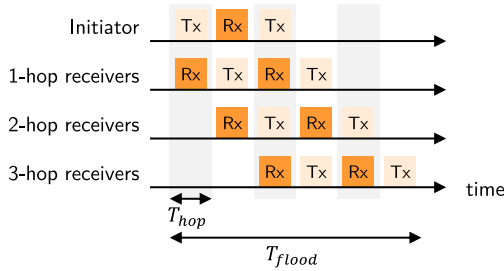 Initiator Tx Rx Tx
1-hop receivers Rx Tx Rx Tx
2-hop receivers Rx Tx Rx Tx
3-hop receivers Rx Tx Rx Tx time
T_hop
T_flood